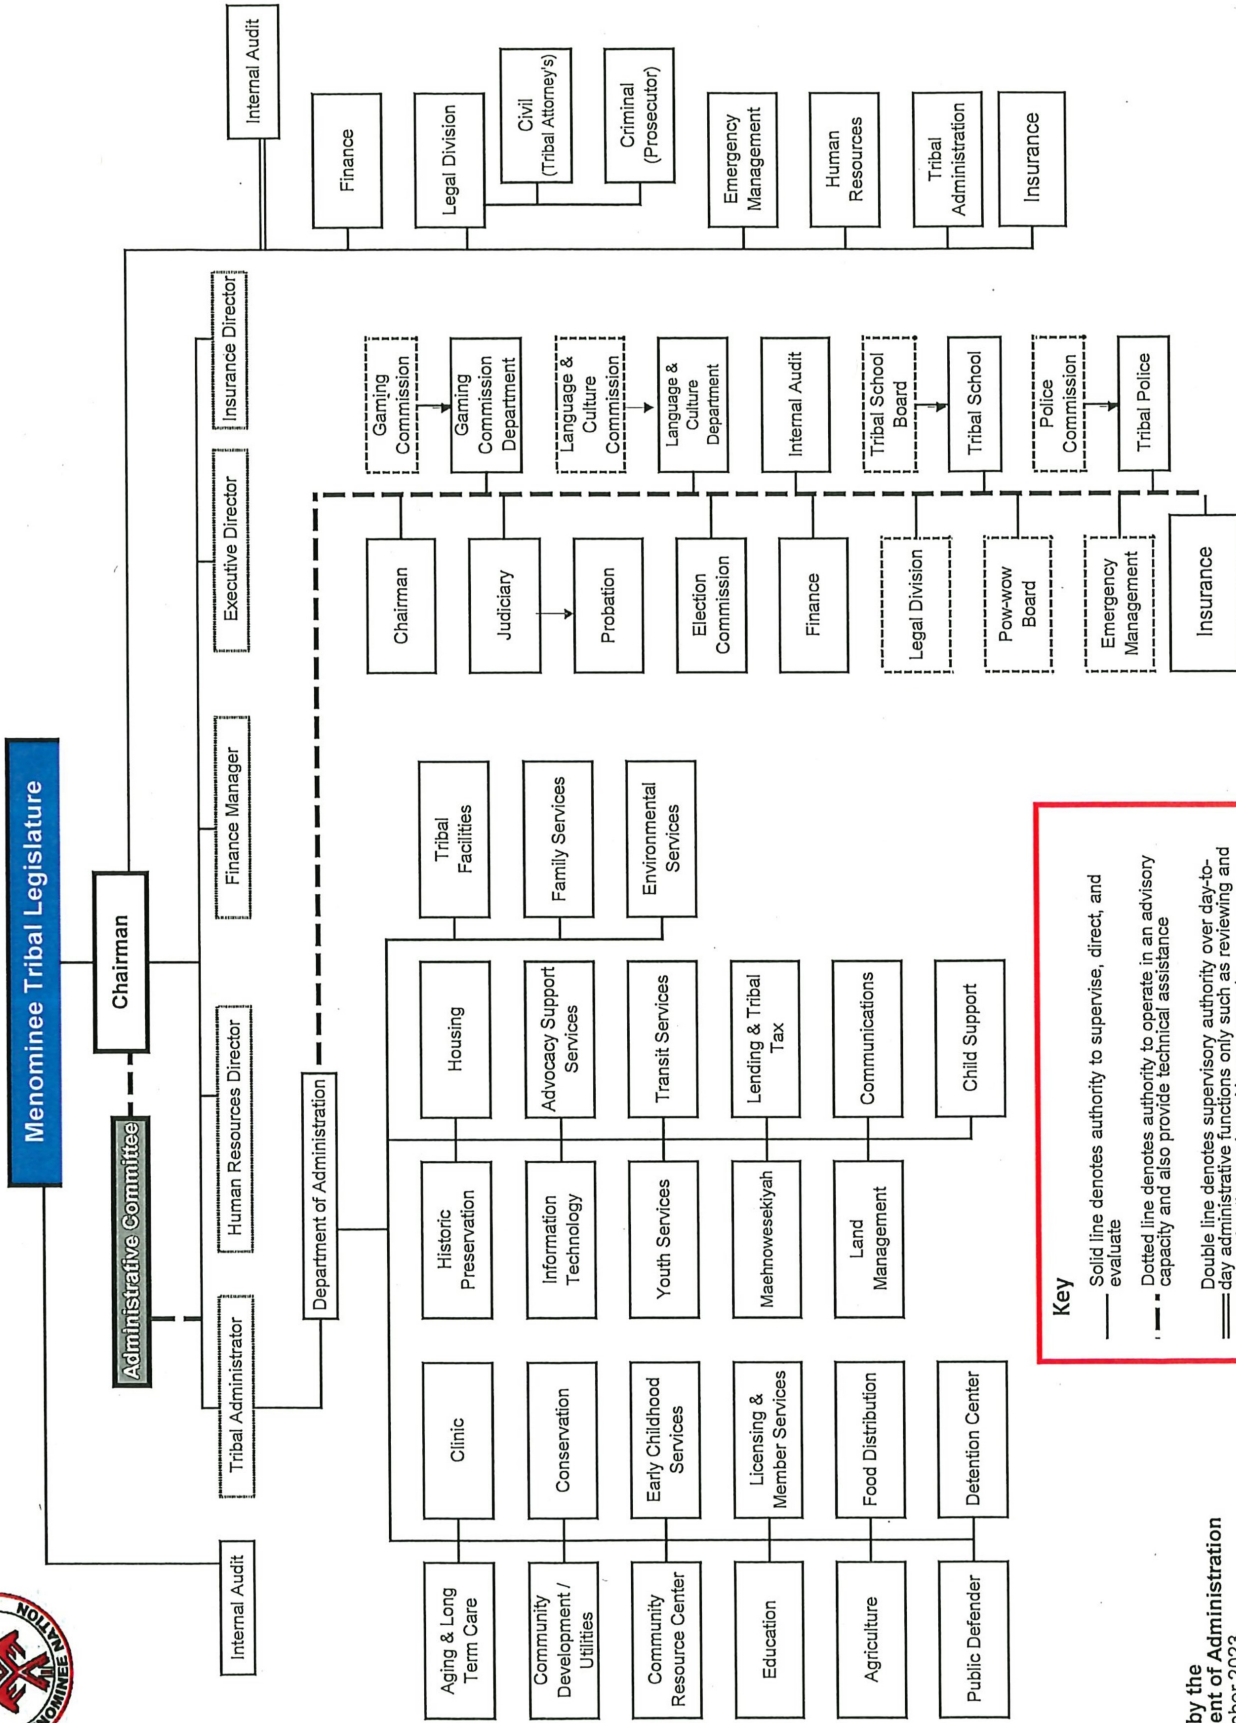 NOMINEE NATION
Menominee Tribal Legislature
Chairman
Administrative Committee
Internal Audit
Tribal Administrator
Human Resources Director
Finance Manager
Executive Director
Insurance Director
Internal Audit
Finance
Legal Division
Civil
(Tribal Attorney's)
Criminal
(Prosecutor)
Emergency
Management
Human
Resources
Tribal
Administration
Insurance
Department of Administration
Aging & Long
Term Care
Clinic
Community
Development /
Utilities
Conservation
Community
Resource Center
Early Childhood
Services
Education
Licensing &
Member Services
Agriculture
Food Distribution
Public Defender
Detention Center
Historic
Preservation
Housing
Information
Technology
Advocacy Support
Services
Youth Services
Transit Services
Maehnowesekiyah
Lending & Tribal
Tax
Land
Management
Communications
Child Support
Tribal
Facilities
Family Services
Environmental
Services
Chairman
Gaming
Commission
Gaming
Commission
Department
Judiciary
Probation
Language &
Culture
Commission
Language &
Culture
Department
Election
Commission
Internal Audit
Finance
Tribal School
Board
Tribal School
Legal Division
Pow-wow
Board
Police
Commission
Tribal Police
Emergency
Management
Insurance
Key
Solid line denotes authority to supervise, direct, and
evaluate
Dotted line denotes authority to operate in an advisory
capacity and also provide technical assistance
Double line denotes supervisory authority over day-to-
day administrative functions only such as reviewing and
by the
ent of Administration
ber 2023